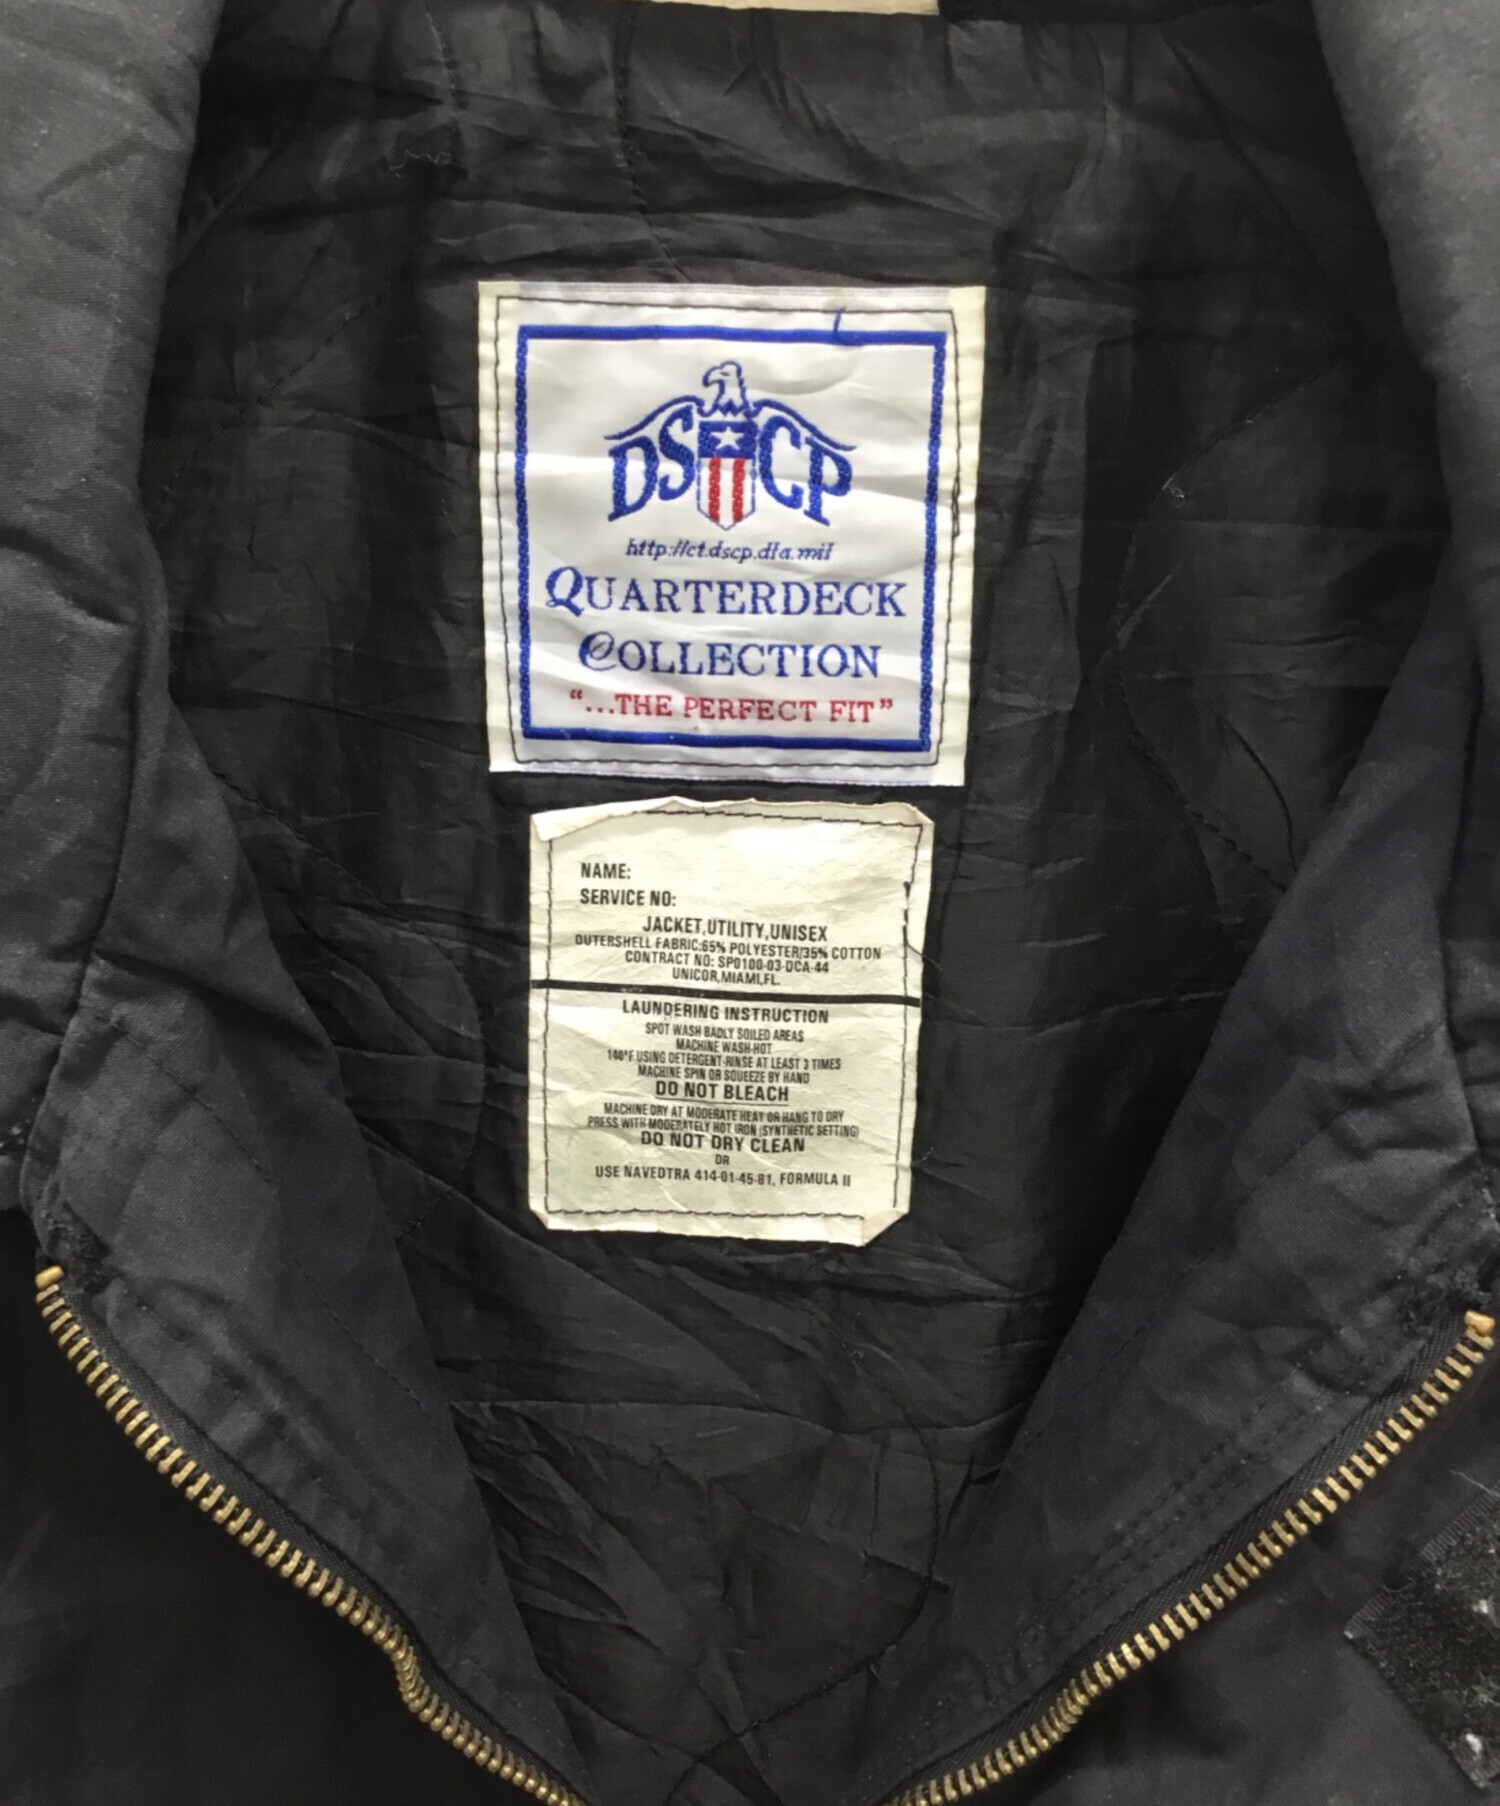 DSCP
http://ct.dscp.dla.mil
QUARTERDECK
COLLECTION
"...THE PERFECT FIT"
NAME:
SERVICE NO:
JACKET,UTILITY,UNISEX
OUTERSHELL FABRIC:65% POLYESTER/35% COTTON
CONTRACT NO: SP0100-03-DCA-44
UNICOR,MIAMI,FL.
LAUNDERING INSTRUCTION
SPOT WASH BADLY SOILED AREAS
MACHINE WASH-HOT
140°F USING DETERGENT-RINSE AT LEAST 3 TIMES
MACHINE SPIN OR SQUEEZE BY HAND
DO NOT BLEACH
MACHINE DRY AT MODERATE HEAT OR HANG TO DRY
PRESS WITH MODERATELY HOT IRON (SYNTHETIC SETTING)
DO NOT DRY CLEAN
OR
USE NAVEDTRA 414-01-45-81, FORMULA II